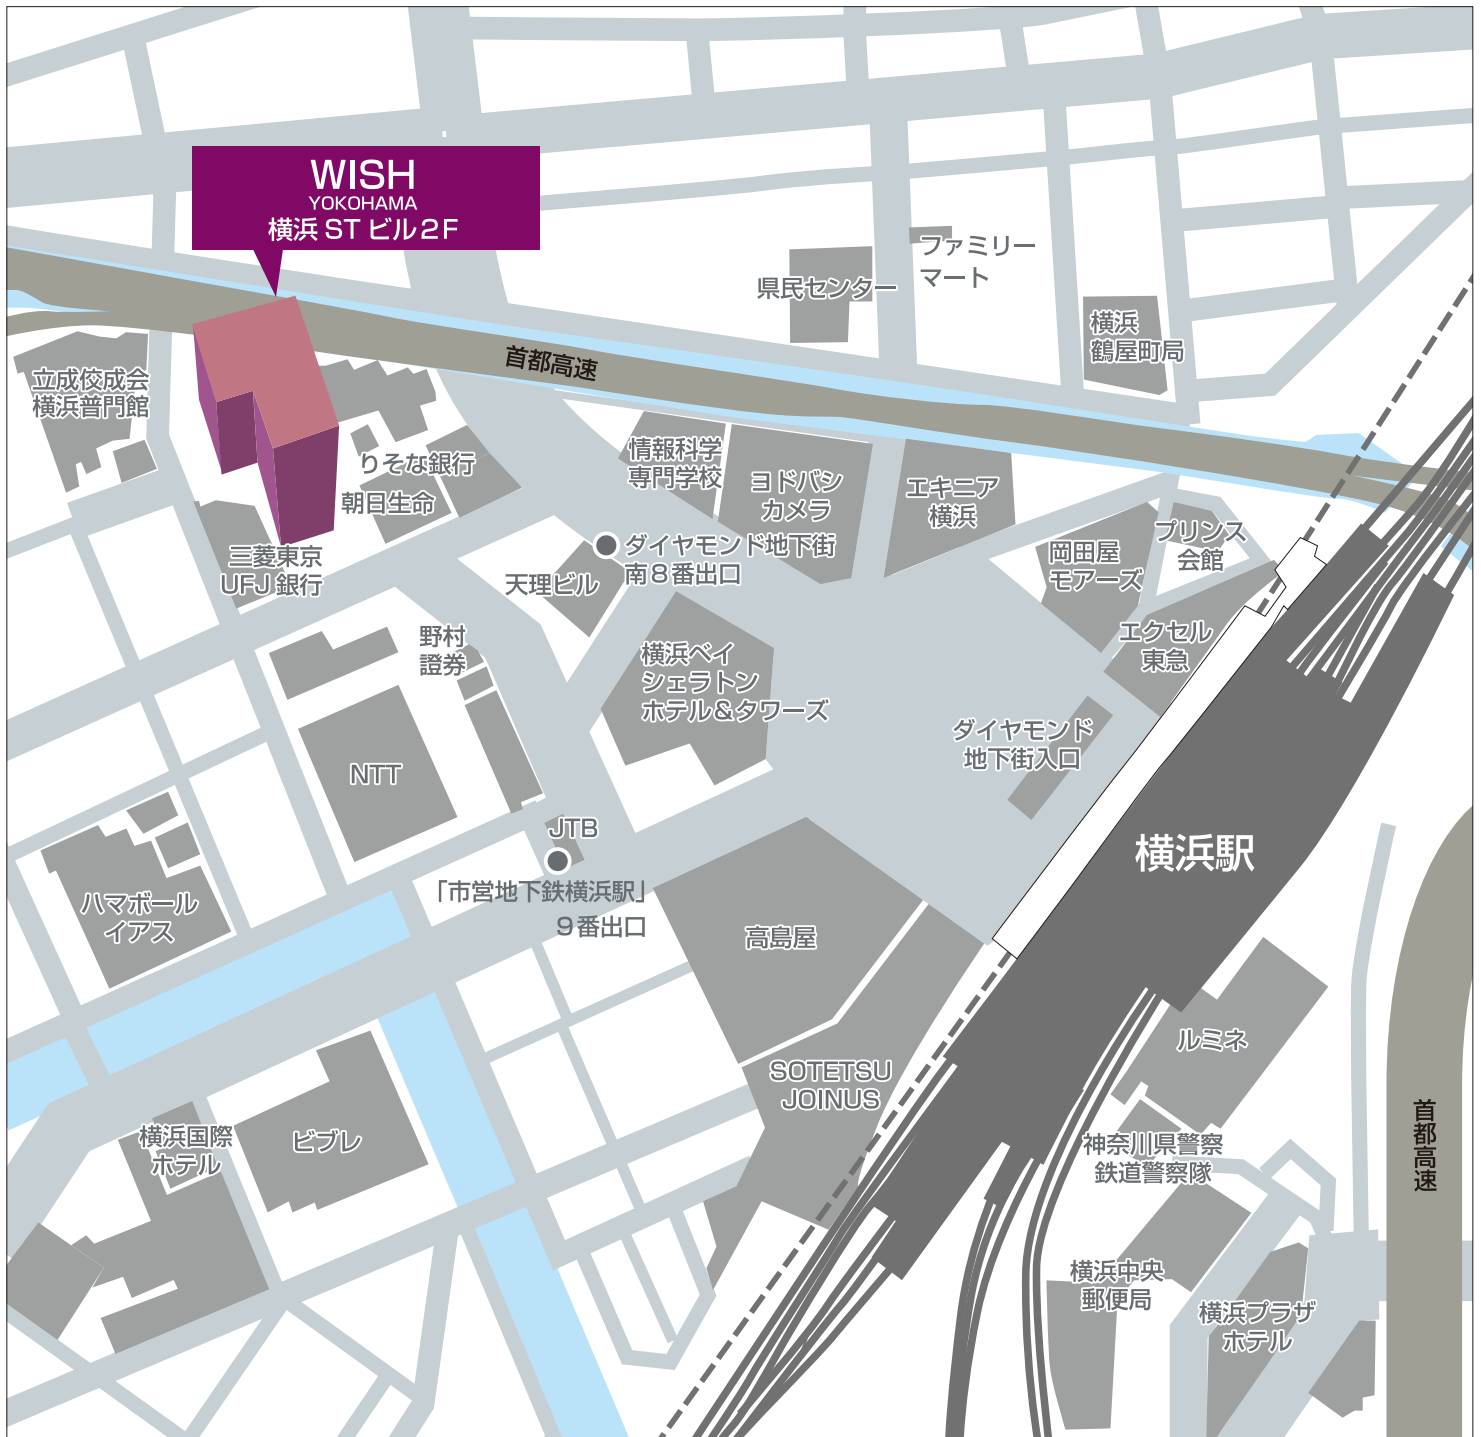 WISH
YOKOHAMA
横浜 ST ビル2F
ファミリー
マート
県民センター
横浜
鶴屋町局
首都高速
立成佼成会
横浜普門館
りそな銀行
朝日生命
情報科学
専門学校
ヨドバシ
カメラ
エキニア
横浜
プリンス
会館
岡田屋
モアーズ
三菱東京
UFJ 銀行
ダイヤモンド地下街
南8番出口
天理ビル
エクセル
東急
野村
證券
横浜ベイ
シェラトン
ホテル&タワーズ
ダイヤモンド
地下街入口
NTT
JTB
横浜駅
「市営地下鉄横浜駅」
9番出口
ハマボール
イアス
高島屋
ルミネ
SOTETSU
JOINUS
首都高速
横浜国際
ホテル
ビブレ
神奈川県警察
鉄道警察隊
横浜中央
郵便局
横浜プラザ
ホテル